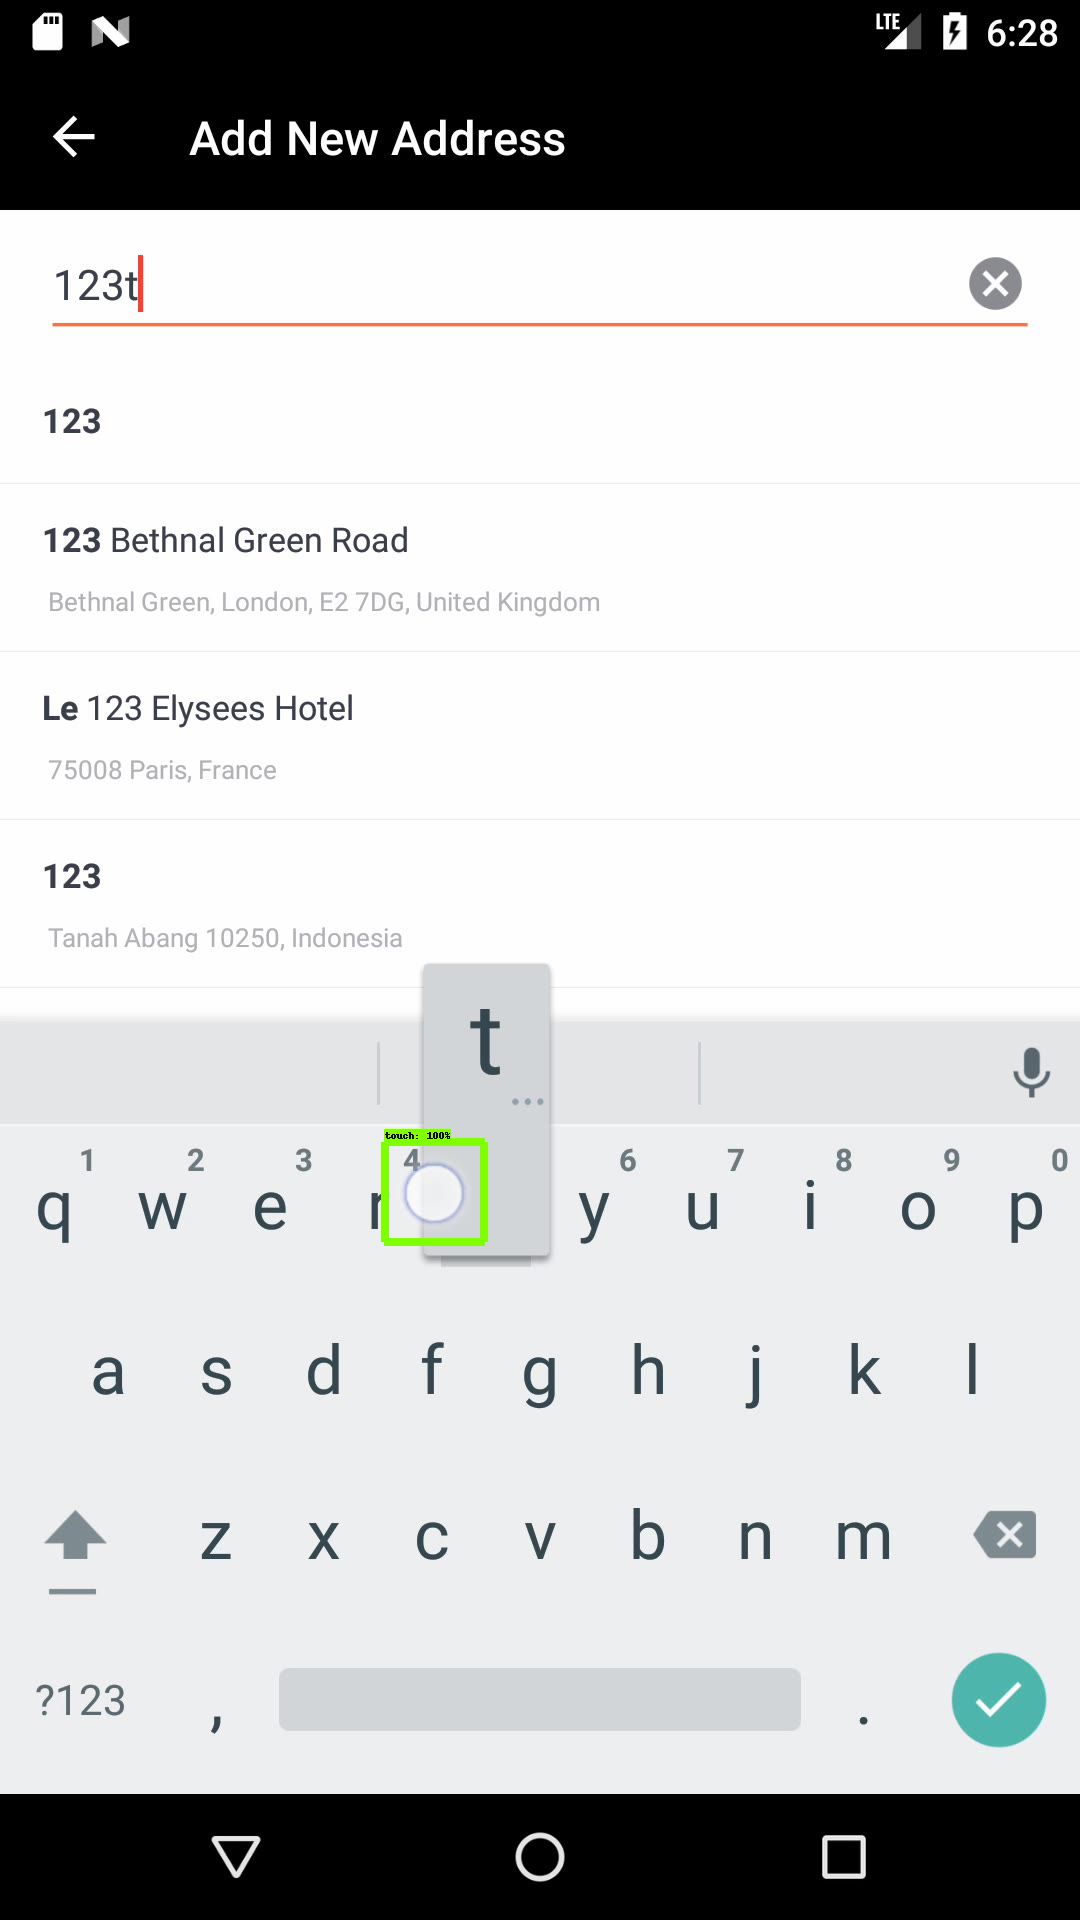 LTE 6:28
Add New Address
123t
123
123 Bethnal Green Road
Bethnal Green, London, E2 7DG, United Kingdom
Le 123 Elysees Hotel
75008 Paris, France
123
Tanah Abang 10250, Indonesia
t
...
touch: 100%
1 2 3 4 6 7 8 9 0
q w e r y u i o p
a s d f g h j k l
z x c v b n m
?123 , .